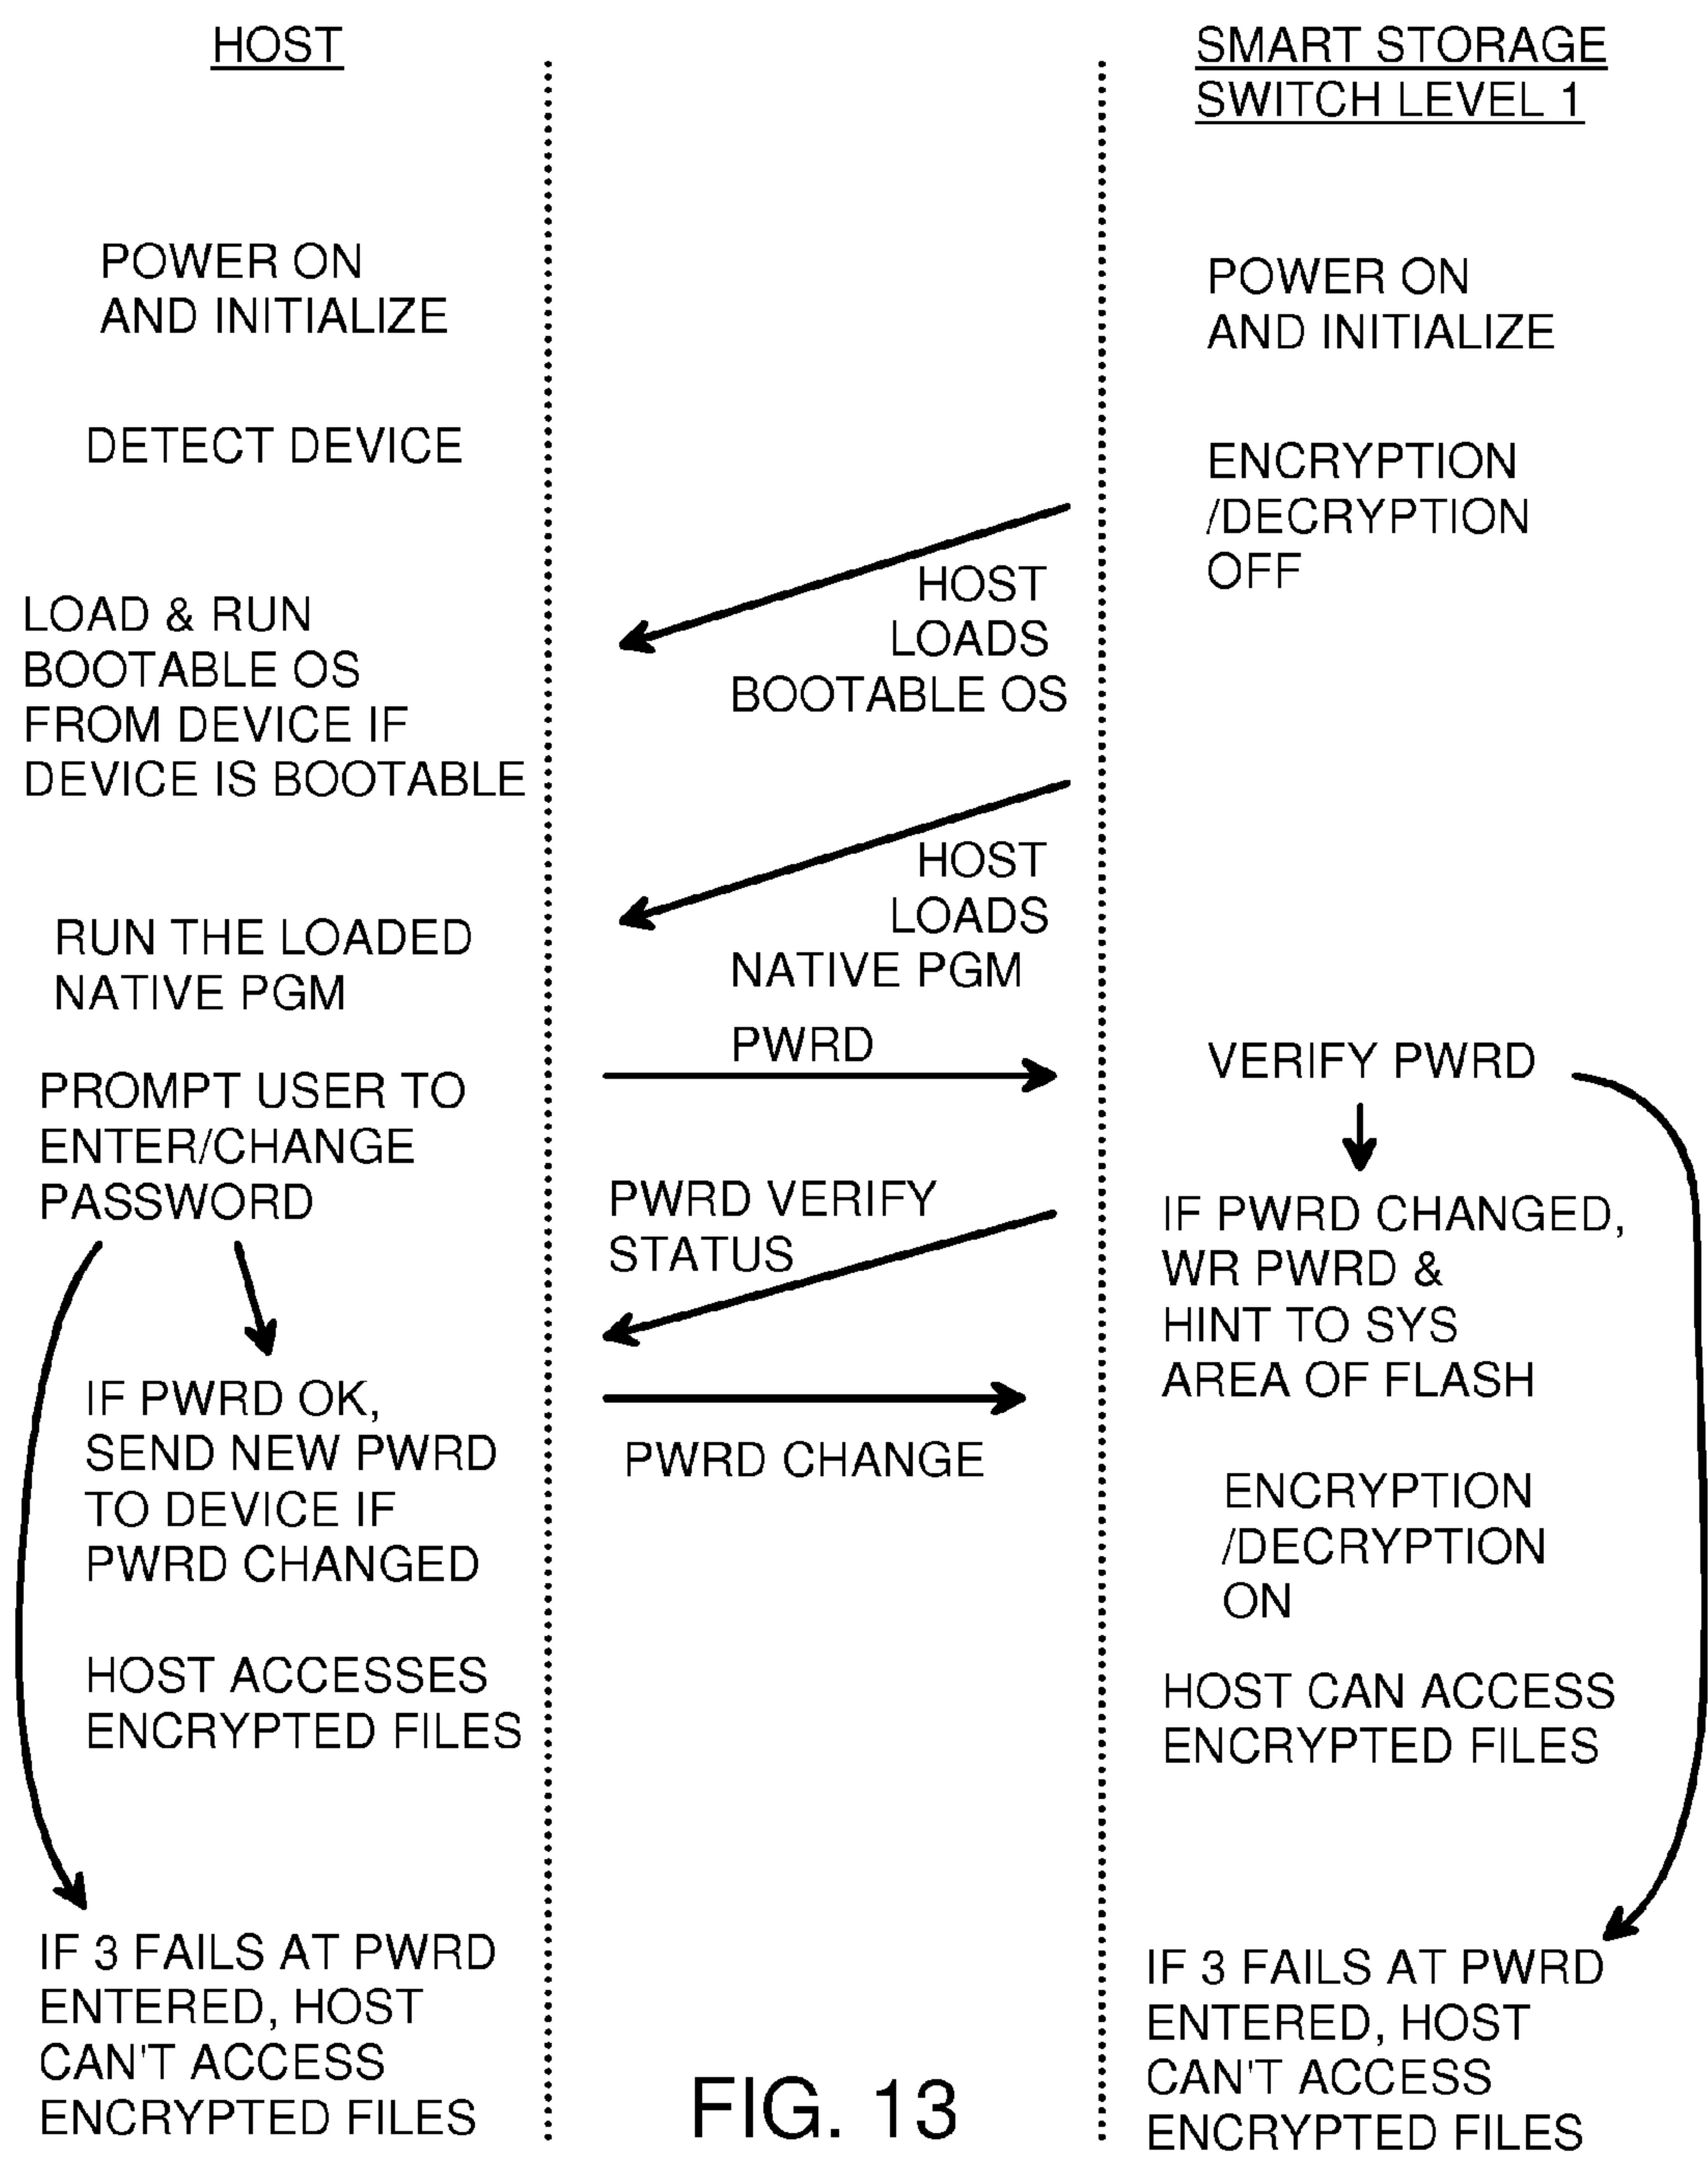 HOST
POWER ON
AND INITIALIZE
DETECT DEVICE
LOAD & RUN
BOOTABLE OS
FROM DEVICE IF
DEVICE IS BOOTABLE
RUN THE LOADED
NATIVE PGM
PROMPT USER TO
ENTER/CHANGE
PASSWORD
IF PWRD OK,
SEND NEW PWRD
TO DEVICE IF
PWRD CHANGED
HOST ACCESSES
ENCRYPTED FILES
IF 3 FAILS AT PWRD
ENTERED, HOST
CAN'T ACCESS
ENCRYPTED FILES
HOST
LOADS
BOOTABLE OS
HOST
LOADS
NATIVE PGM
PWRD
PWRD VERIFY
STATUS
PWRD CHANGE
SMART STORAGE
SWITCH LEVEL 1
POWER ON
AND INITIALIZE
ENCRYPTION
/DECRYPTION
OFF
VERIFY PWRD
IF PWRD CHANGED,
WR PWRD &
HINT TO SYS
AREA OF FLASH
ENCRYPTION
/DECRYPTION
ON
HOST CAN ACCESS
ENCRYPTED FILES
IF 3 FAILS AT PWRD
ENTERED, HOST
CAN'T ACCESS
ENCRYPTED FILES
FIG. 13